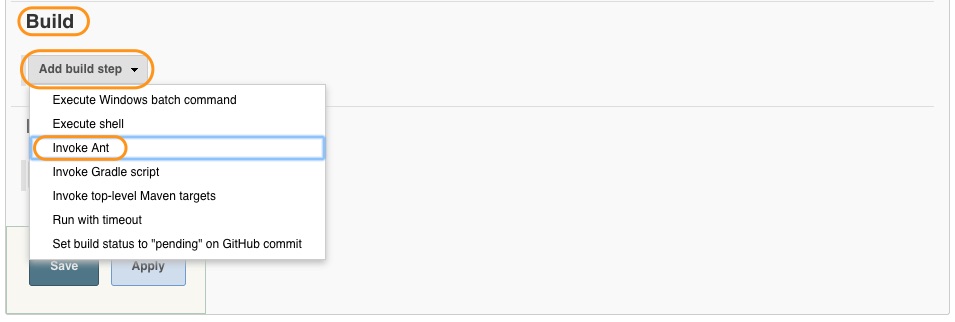 Build
Add build step
Execute Windows batch command
Execute shell
Invoke Ant
Invoke Gradle script
Invoke top-level Maven targets
Run with timeout
Set build status to "pending" on GitHub commit
Save
Apply